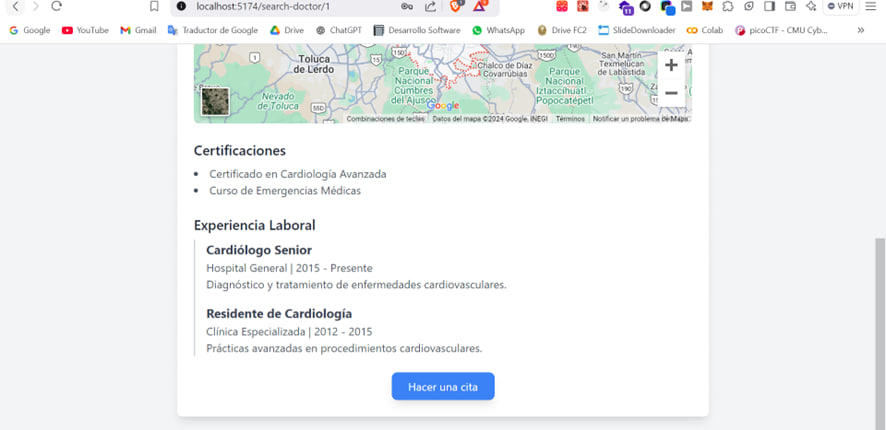 localhost:5174/search-doctor/1
VPN
Google YouTube Gmail Traductor de Google Drive ChatGPT Desarrollo Software WhatsApp Drive FC2 SlideDownloader Colab picoCTF - CMU Cyb... »
Toluca de Lerdo
Nevado de Toluca
Parque Nacional Cumbres del Ajusco
Chalco de Díaz Covarrubias
Parque Nacional Iztaccíhuatl Popocatépetl
San Martín Texmelucan de Labastida
150
15D
15
55D
190
Google
Combinaciones de teclas Datos del mapa ©2024 Google, INEGI Términos Notificar un problema de Maps
Certificaciones
• Certificado en Cardiología Avanzada
• Curso de Emergencias Médicas
Experiencia Laboral
Cardiólogo Senior
Hospital General | 2015 - Presente
Diagnóstico y tratamiento de enfermedades cardiovasculares.
Residente de Cardiología
Clínica Especializada | 2012 - 2015
Prácticas avanzadas en procedimientos cardiovasculares.
Hacer una cita